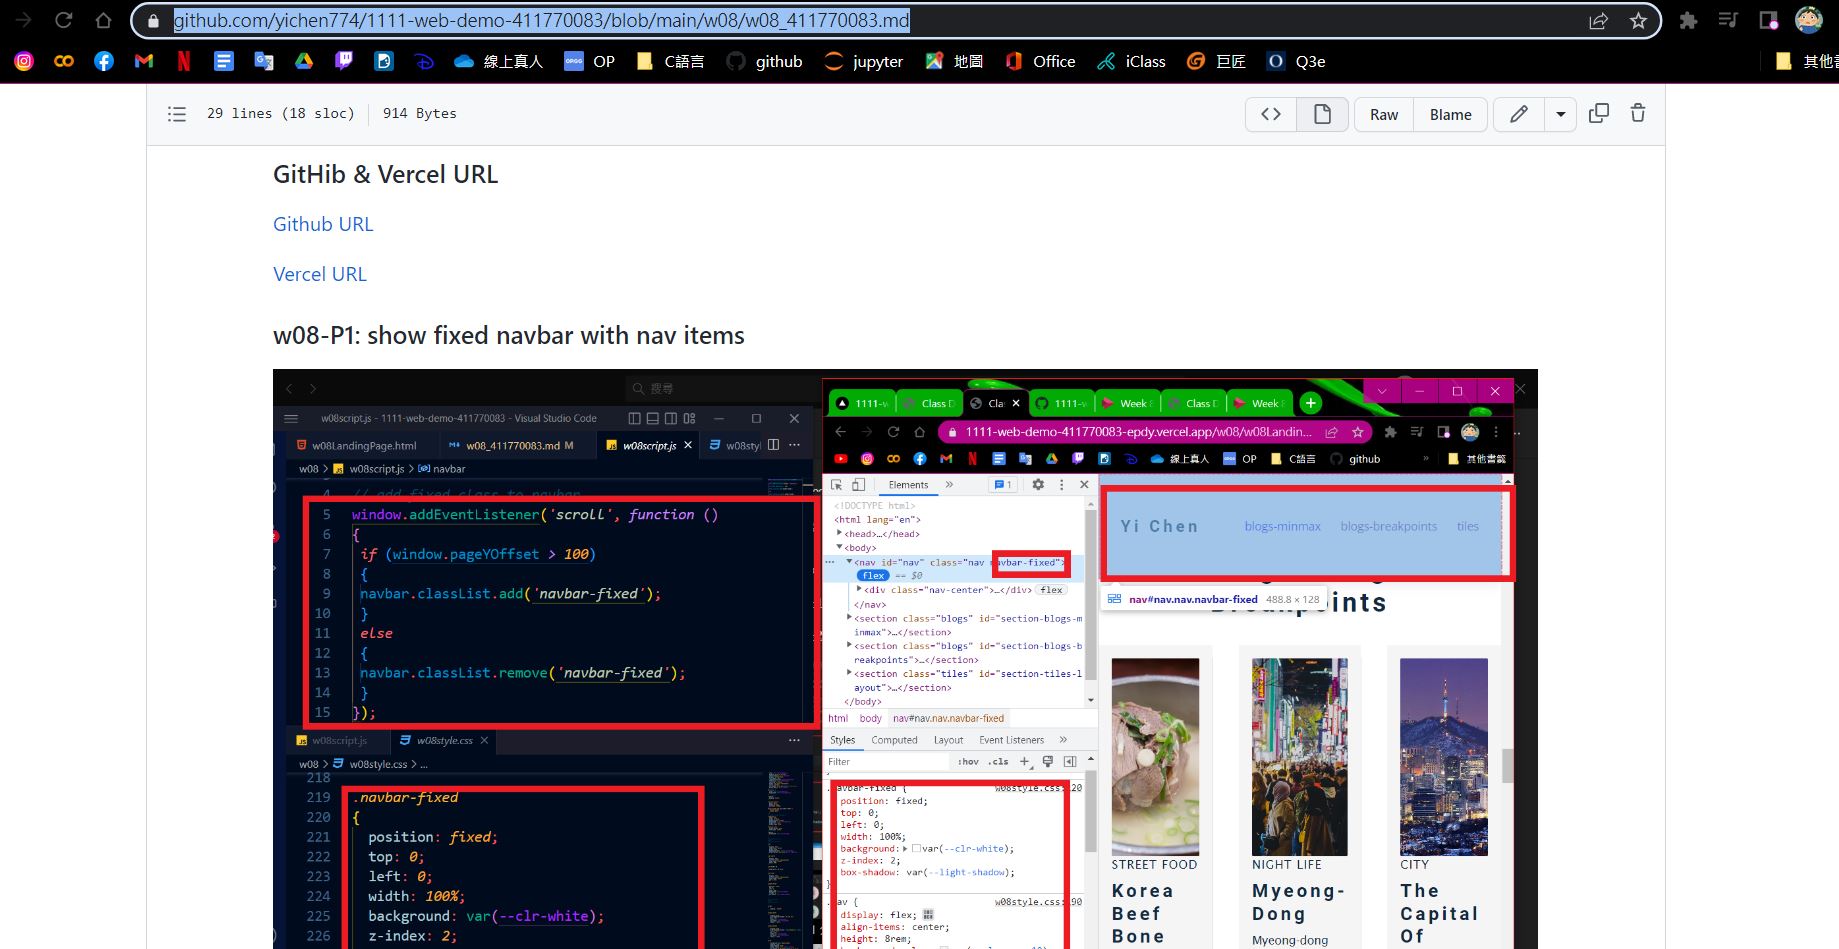 github.com/yichen774/1111-web-demo-411770083/blob/main/w08/w08_411770083.md
線上真人 OP C語言 github jupyter 地圖 Office iClass 巨匠 Q3e
29 lines (18 sloc) 914 Bytes Raw Blame
GitHib & Vercel URL
Github URL
Vercel URL
w08-P1: show fixed navbar with nav items
搜尋
w08script.js - 1111-web-demo-411770083 - Visual Studio Code
w08LandingPage.html w08_411770083.md M w08script.js w08styl
w08 > w08script.js > navbar
4 // add fixed class to navbar
5 window.addEventListener('scroll', function ()
6 {
7 if (window.pageYOffset > 100)
8 {
9 navbar.classList.add('navbar-fixed');
10 }
11 else
12 {
13 navbar.classList.remove('navbar-fixed');
14 }
15 });
w08script.js w08style.css
w08 > w08style.css > ...
218
219 .navbar-fixed
220 {
221 position: fixed;
222 top: 0;
223 left: 0;
224 width: 100%;
225 background: var(--clr-white);
226 z-index: 2;
1111-w Class D Cla 1111-w Week Class D Week
1111-web-demo-411770083-epdy.vercel.app/w08/w08Landin...
線上真人 OP C語言 github » 其他書籤
Elements » 1
<!DOCTYPE html>
<html lang="en">
<head>…</head>
<body>
<nav id="nav" class="nav navbar-fixed">
flex == $0
<div class="nav-center">…</div> flex
</nav>
<section class="blogs" id="section-blogs-m
inmax">…</section>
<section class="blogs" id="section-blogs-b
reakpoints">…</section>
<section class="tiles" id="section-tiles-l
ayout">…</section>
</body>
html body nav#nav.nav.navbar-fixed
Styles Computed Layout Event Listeners »
Filter :hov .cls +
.navbar-fixed { w08style.css:220
position: fixed;
top: 0;
left: 0;
width: 100%;
background: var(--clr-white);
z-index: 2;
box-shadow: var(--light-shadow);
}
.nav { w08style.css:
display: flex;
align-items: center;
height: 8rem;
Yi Chen blogs-minmax blogs-breakpoints tiles
nav#nav.nav.navbar-fixed 488.8 × 128
Breakpoints
STREET FOOD
Korea
Beef
Bone
NIGHT LIFE
Myeong-
Dong
Myeong-dong
CITY
The
Capital
Of